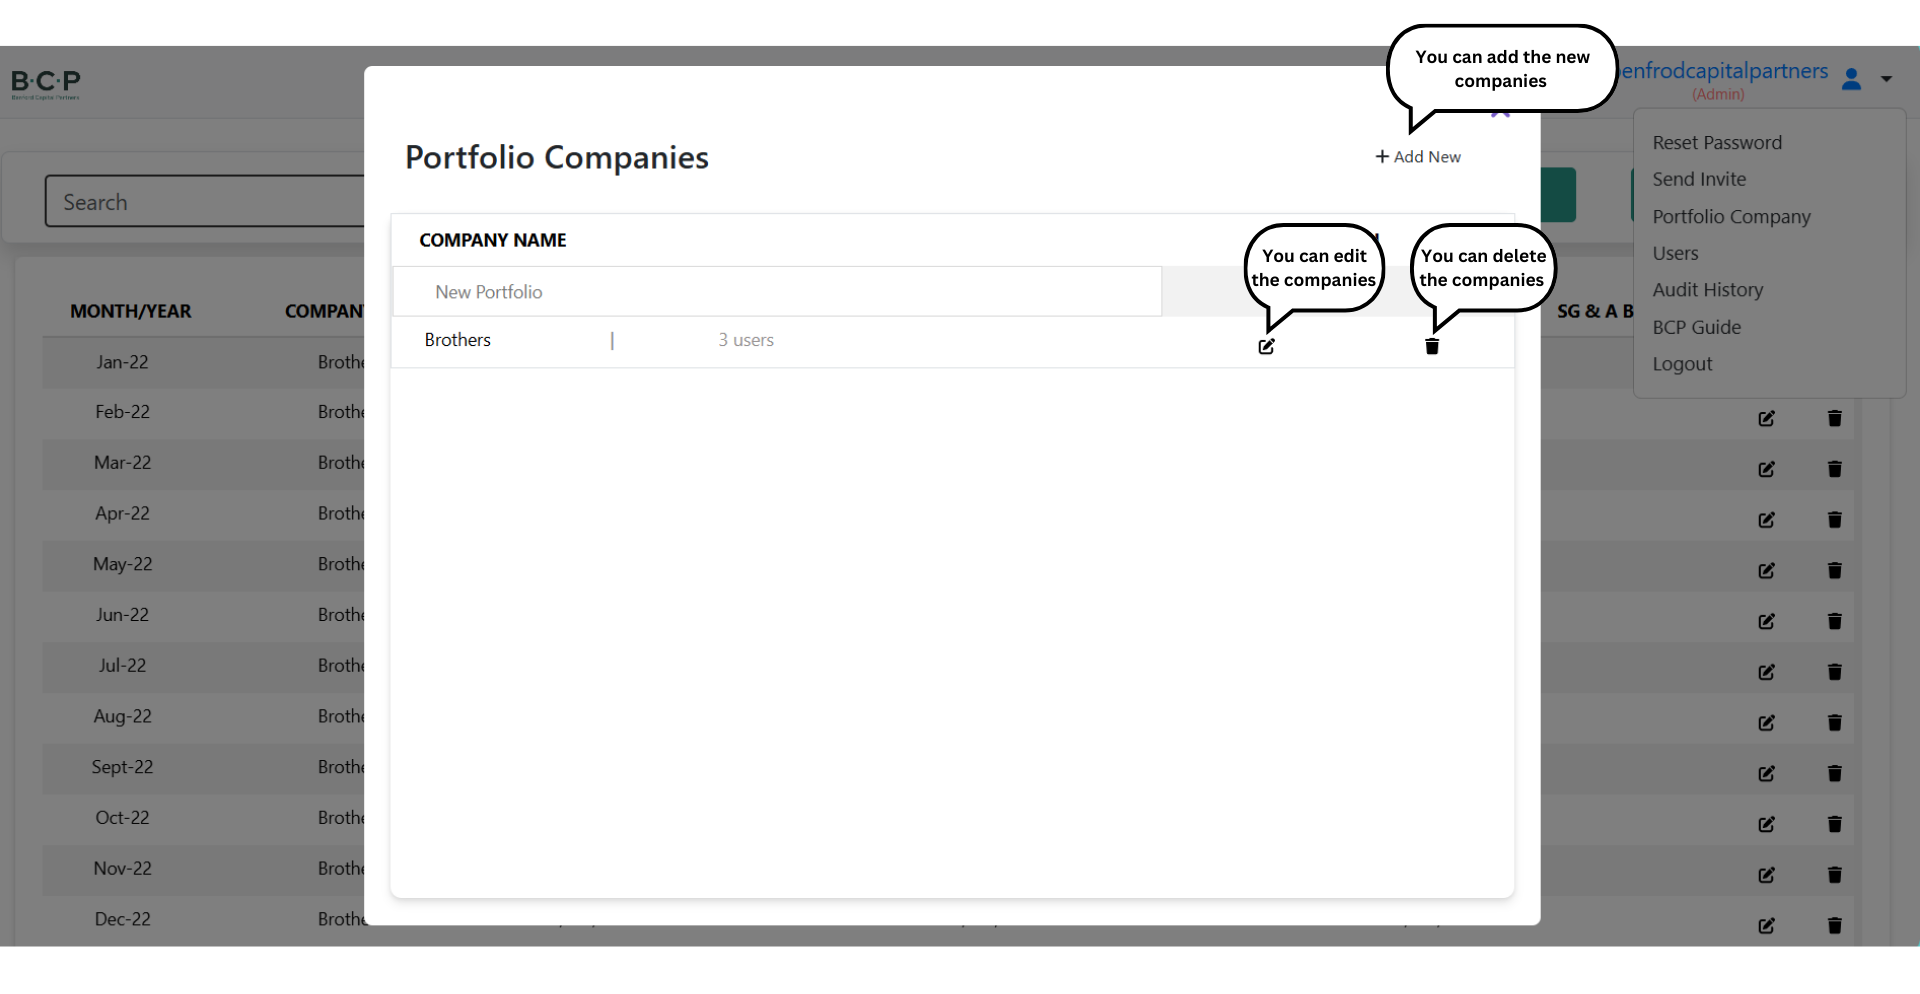 You can add the new
companies
B·C·P
enfrodcapitalpartners
(Admin)
Portfolio Companies
+ Add New
Reset Password
Send Invite
Portfolio Company
Users
Audit History
BCP Guide
Logout
Search
COMPANY NAME
You can edit
the companies
You can delete
the companies
New Portfolio
Brothers | 3 users
MONTH/YEAR COMPAN SG & A B
Jan-22 Brothe
Feb-22 Brothe
Mar-22 Brothe
Apr-22 Brothe
May-22 Brothe
Jun-22 Brothe
Jul-22 Brothe
Aug-22 Brothe
Sept-22 Brothe
Oct-22 Brothe
Nov-22 Brothe
Dec-22 Brothe